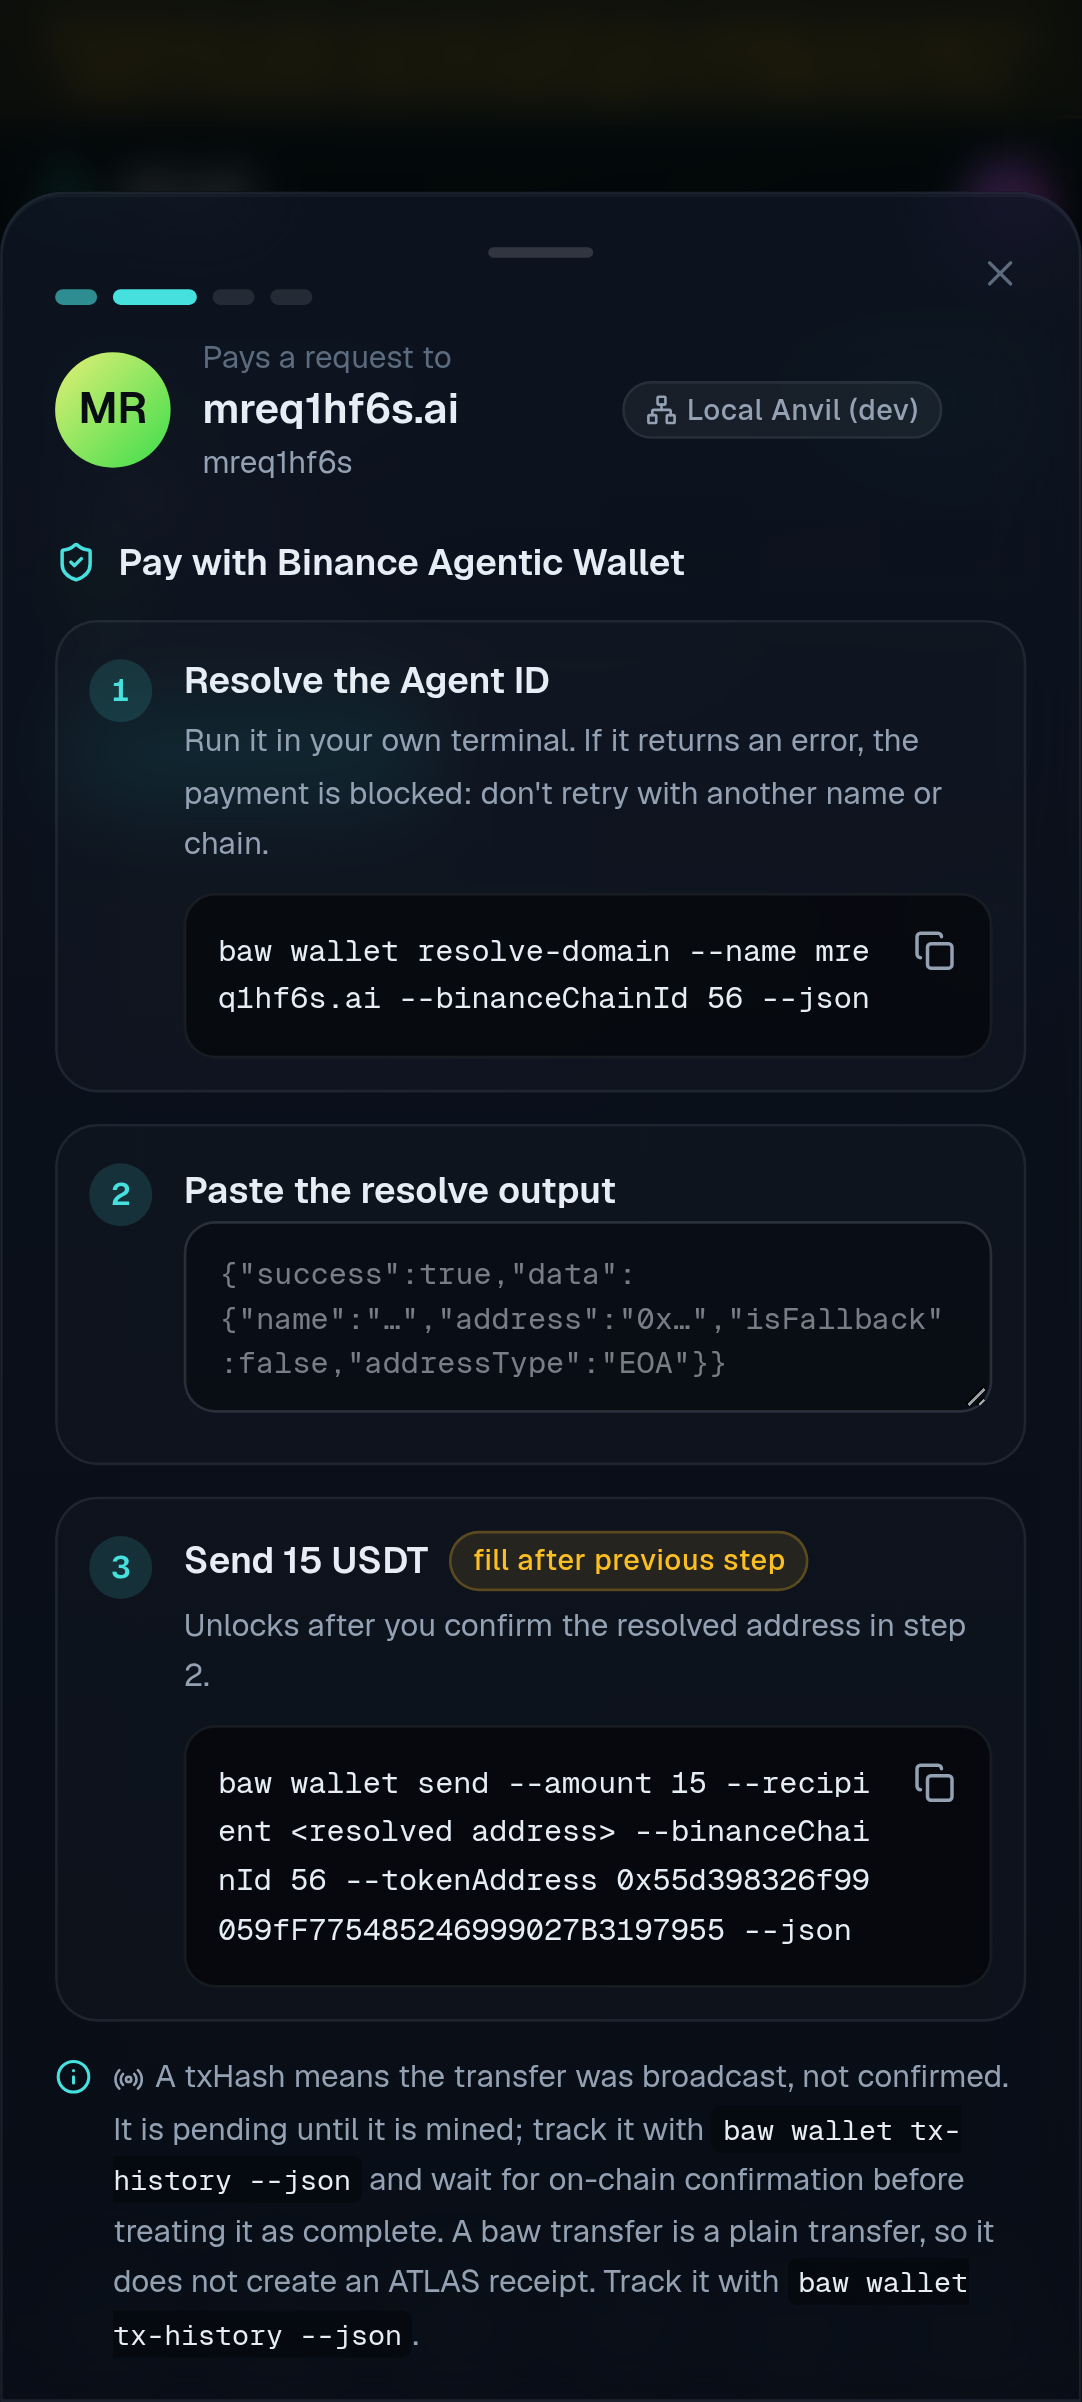 Pays a request to
MR
mreq1hf6s.ai
Local Anvil (dev)
mreq1hf6s
Pay with Binance Agentic Wallet
1
Resolve the Agent ID
Run it in your own terminal. If it returns an error, the
payment is blocked: don't retry with another name or
chain.
baw wallet resolve-domain --name mre
q1hf6s.ai --binanceChainId 56 --json
2
Paste the resolve output
{"success":true,"data":
{"name":"…","address":"0x…","isFallback"
:false,"addressType":"EOA"}}
3
Send 15 USDT
fill after previous step
Unlocks after you confirm the resolved address in step
2.
baw wallet send --amount 15 --recipi
ent <resolved address> --binanceChai
nId 56 --tokenAddress 0x55d398326f99
059fF775485246999027B3197955 --json
A txHash means the transfer was broadcast, not confirmed.
It is pending until it is mined; track it with baw wallet tx-
history --json and wait for on-chain confirmation before
treating it as complete. A baw transfer is a plain transfer, so it
does not create an ATLAS receipt. Track it with baw wallet
tx-history --json.